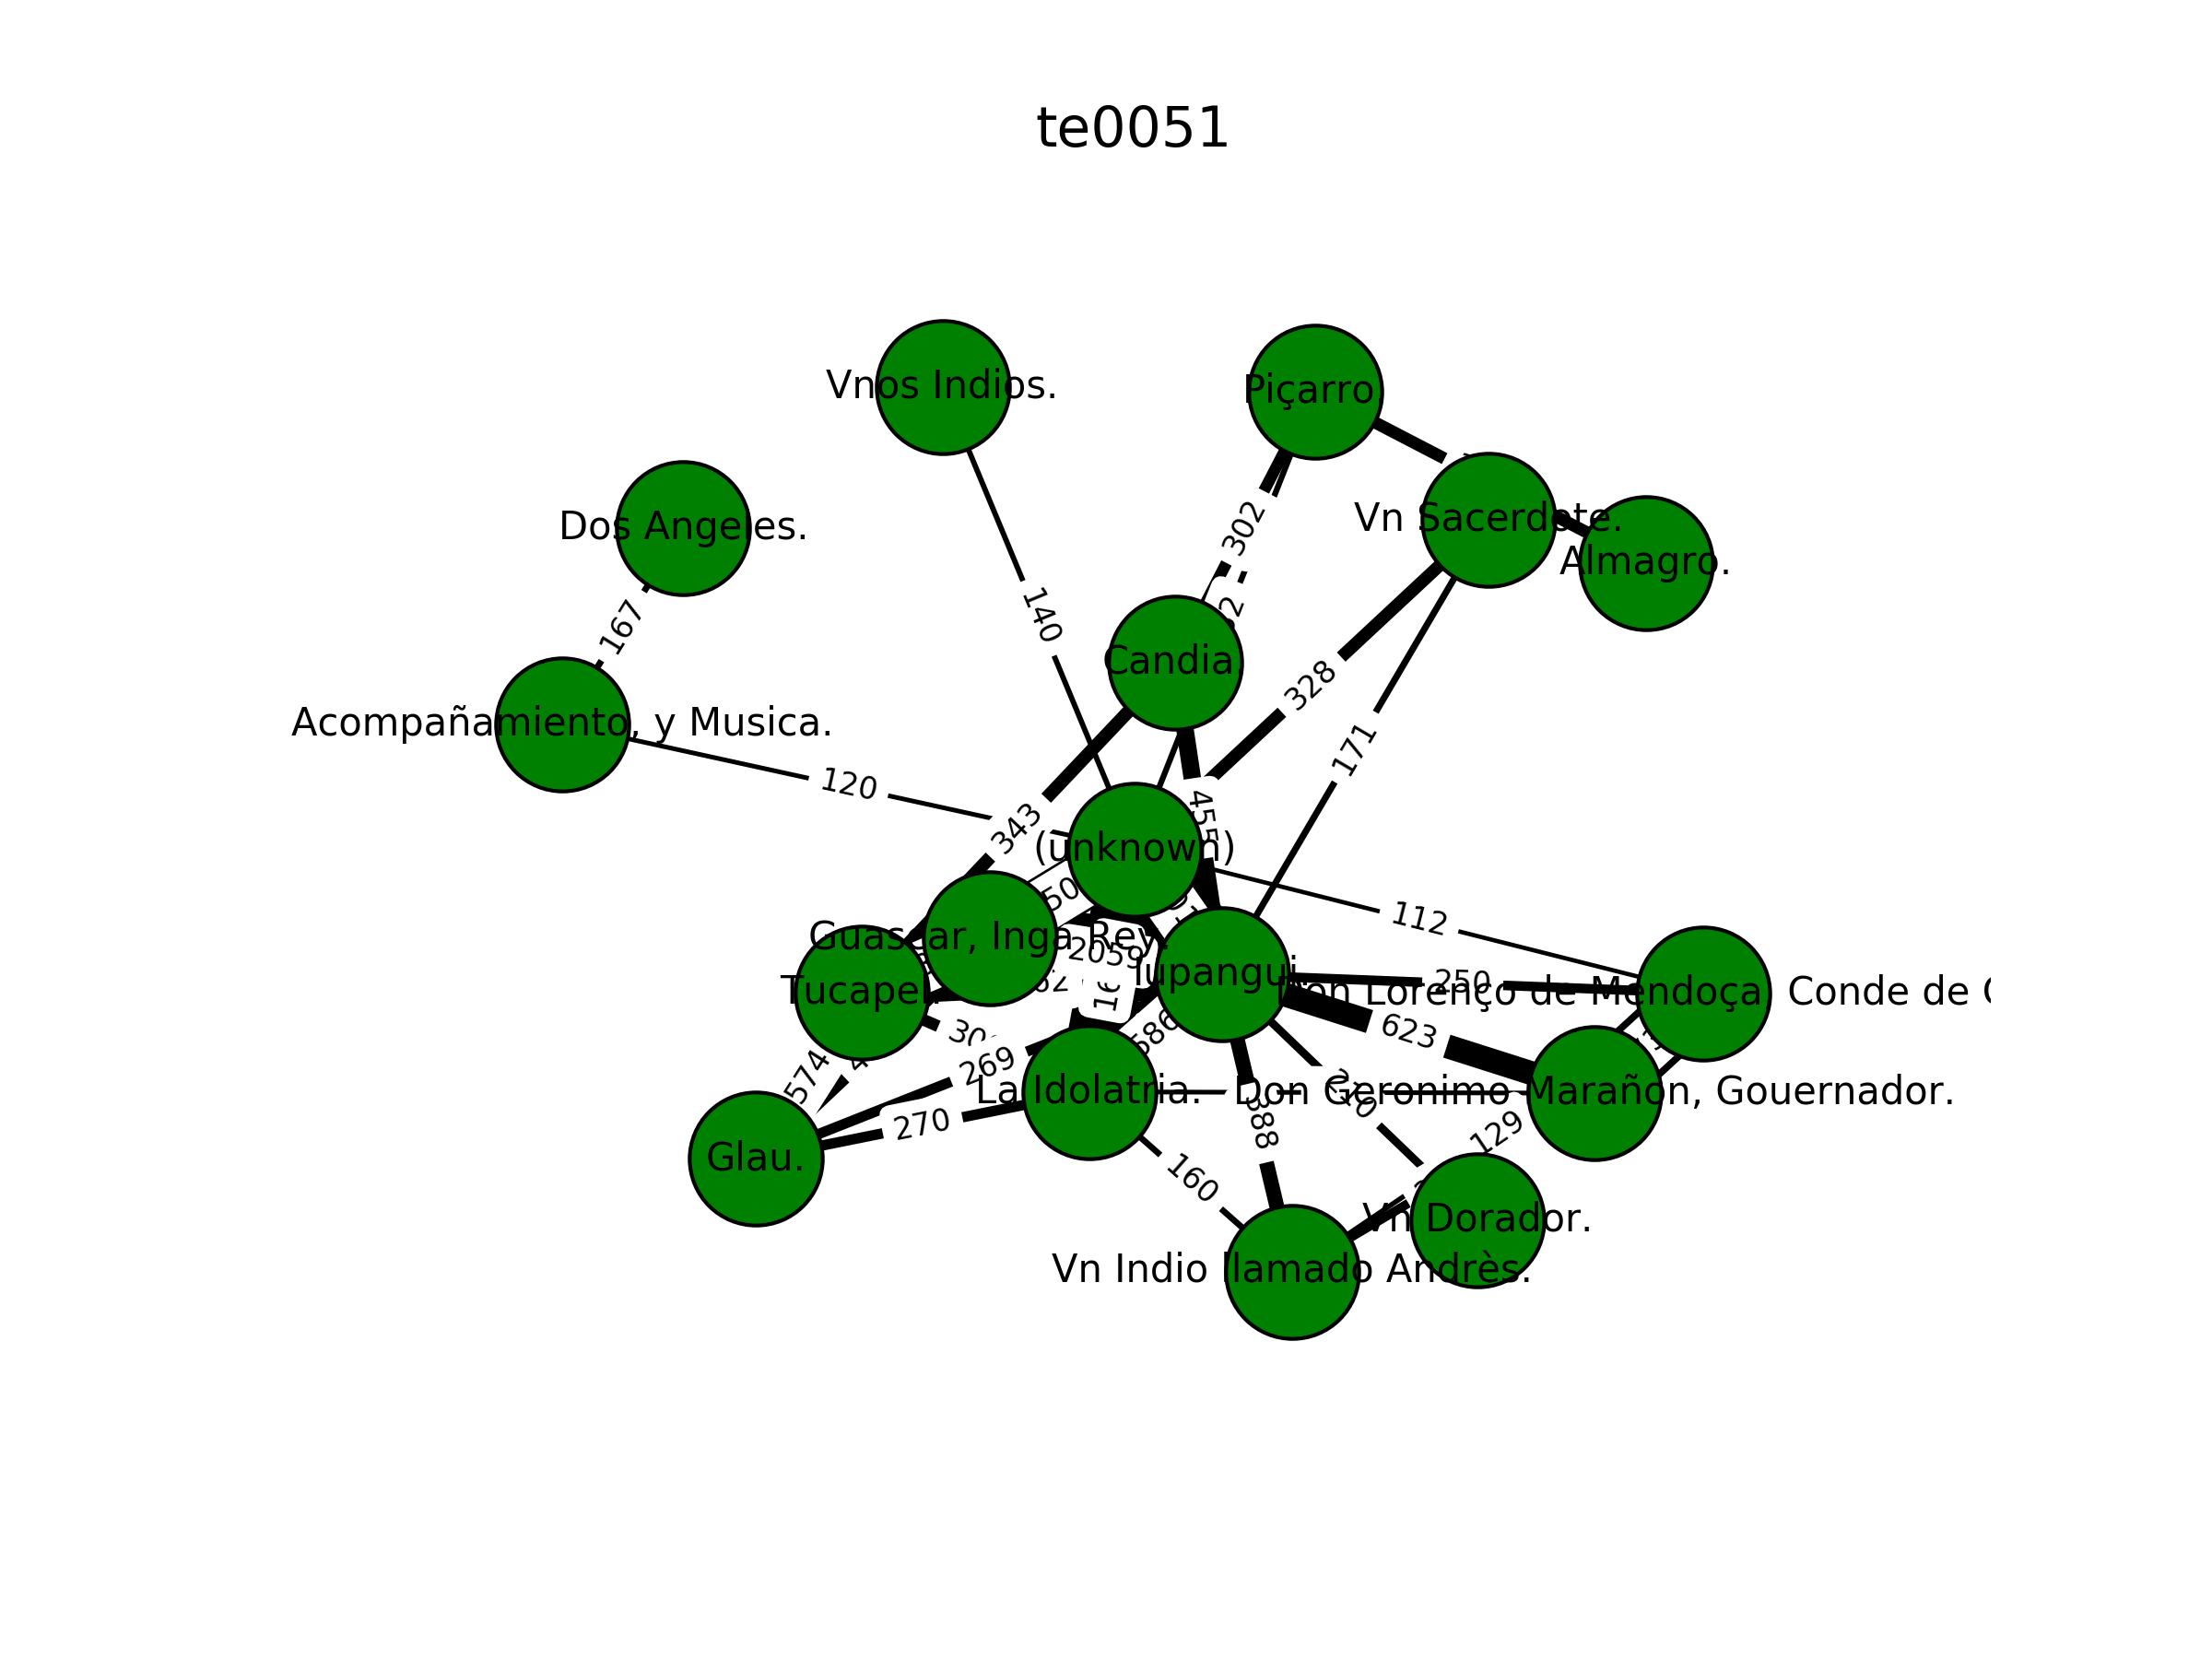 te0051
Vnos Indios.
Piçarro.
Vn Sacerdote.
Dos Angeles.
302
Almagro.
140
167
Candia.
328
Acompañamiento, y Musica.
171
120
343
455
(unknown)
50
112
Guascar, Inga Rey.
2059
Iupangui.
250
Tucapel.
Don Lorenço de Mendoça, Conde de
623
269
574
La Idolatria.
Don Geronimo Marañon, Gouernador.
270
388
129
Glau.
160
Vn Dorador.
Vn Indio llamado Andrès.